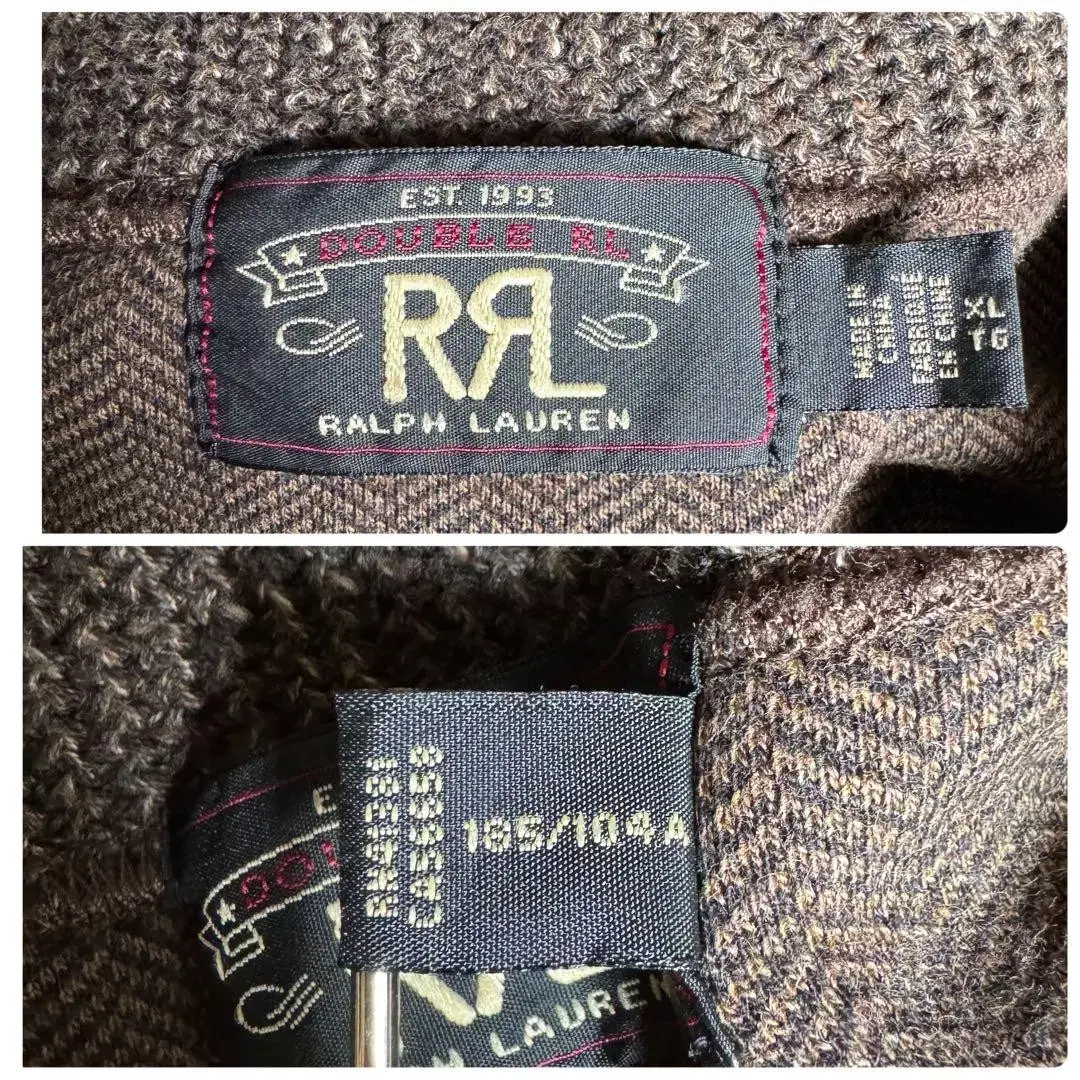 EST. 1993
DOUBLE RL
RRL
RALPH LAUREN
MADE IN
CHINA
FABRIQUE
EN CHINE
XL
TG
185/104A
LAUREN